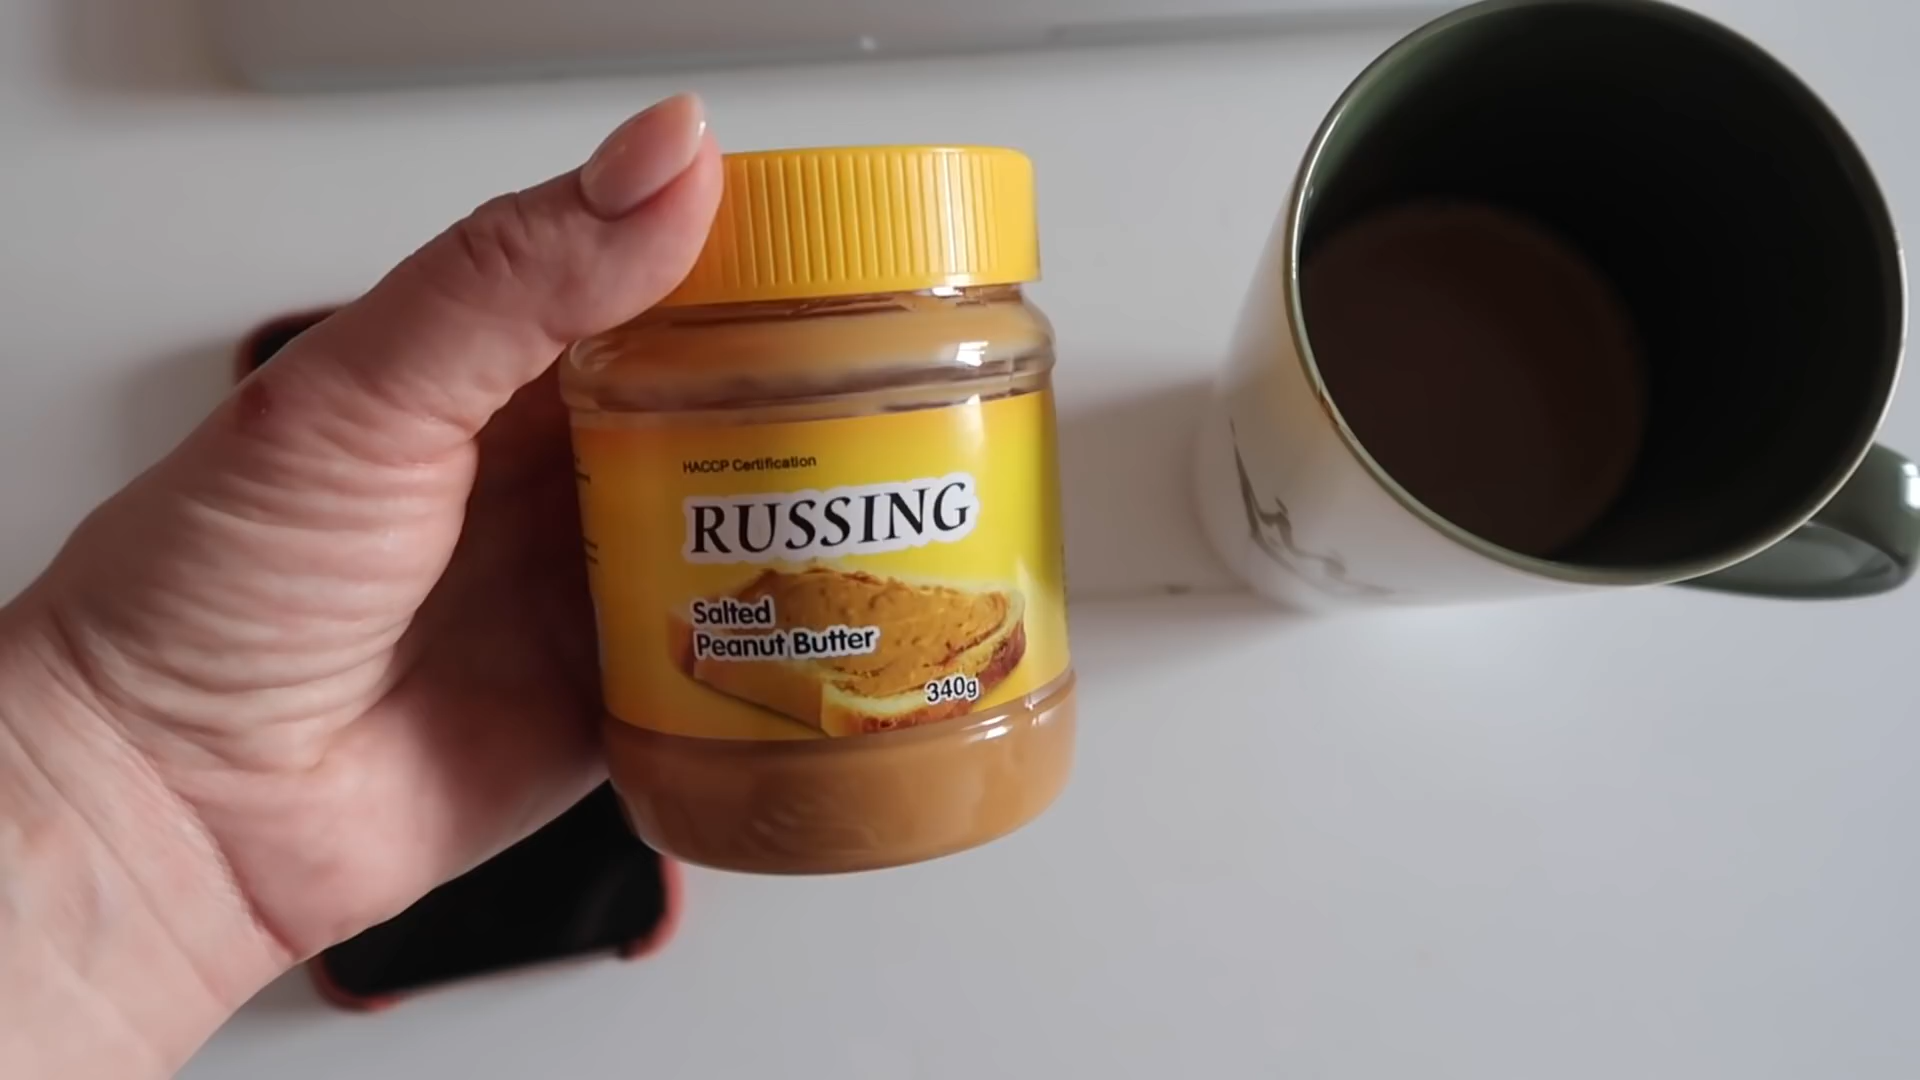 HACCP Certification
RUSSING
Salted
Peanut Butter
340g